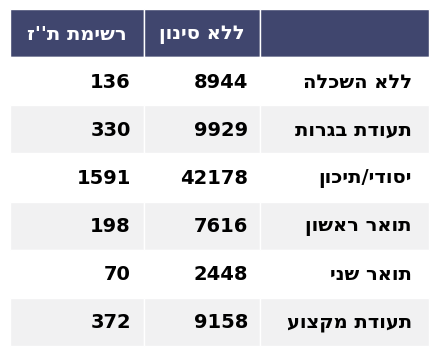 ללא סינון רשימת ת''ז
ללא השכלה 8944 136
תעודת בגרות 9929 330
יסודי/תיכון 42178 1591
תואר ראשון 7616 198
תואר שני 2448 70
תעודת מקצוע 9158 372